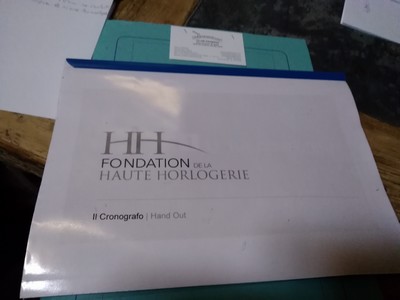 HH
FONDATION DE LA
HAUTE HORLOGERIE
Il Cronografo | Hand Out